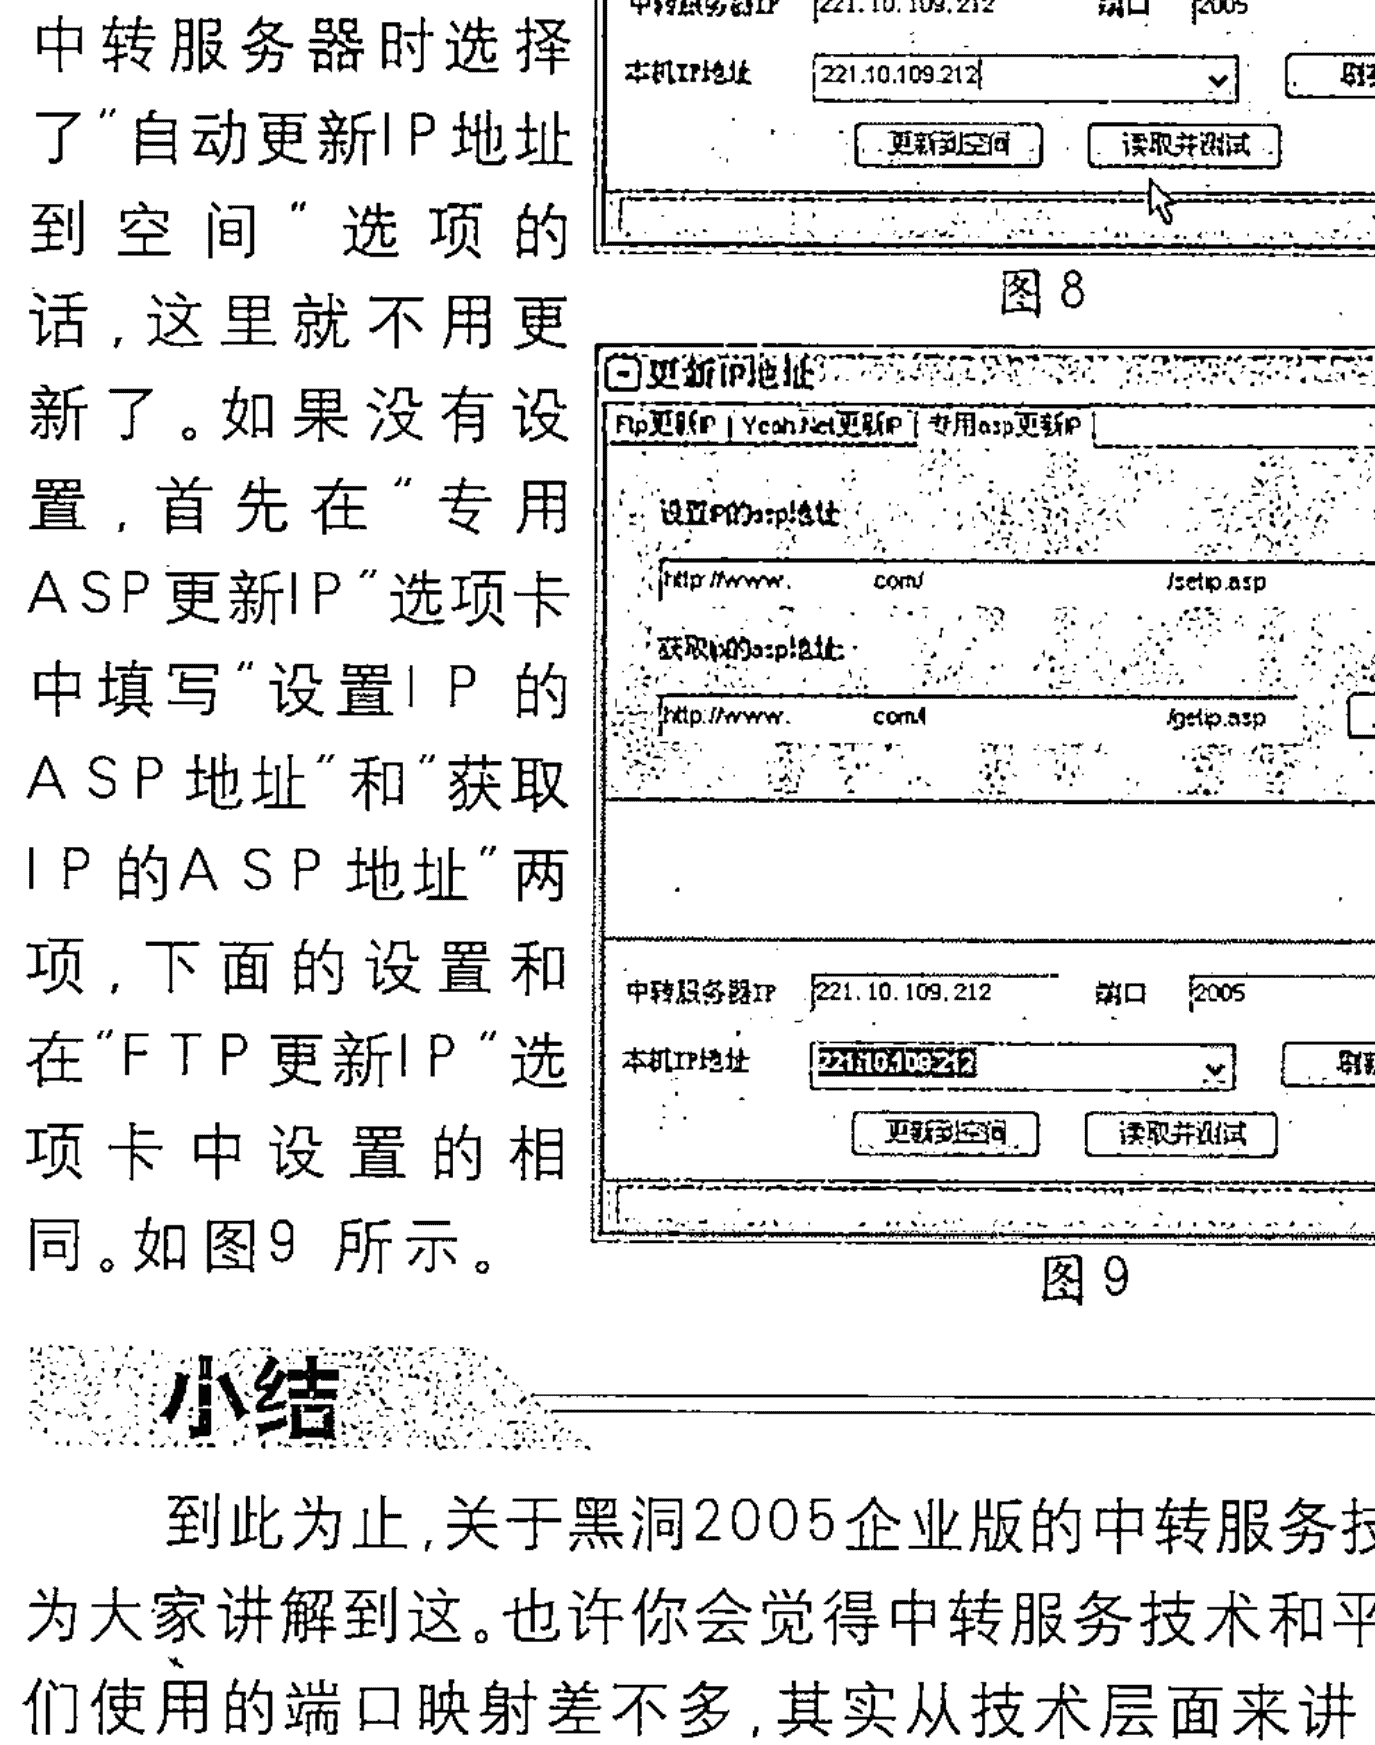 中转服务器时选择
了"自动更新IP地址
到空间"选项的
话,这里就不用更
新了。如果没有设
置,首先在"专用
ASP更新IP"选项卡
中填写"设置IP的
ASP地址"和"获取
IP的ASP地址"两
项,下面的设置和
在"FTP更新IP"选
项卡中设置的相
同。如图9 所示。
中转服务器IP 221.10.109.212 端口 2005
本机IP地址 221.10.109.212
更新到空间 读取并测试
图 8
更新IP地址
Ftp更新IP Yeah.Net更新IP 专用asp更新IP
设置IP的asp地址
http://www. com/ /setip.asp
获取ip的asp地址:
http://www. com/ /getip.asp
中转服务器IP 221.10.109.212 端口 2005
本机IP地址 221.10.109.212 刷新
更新到空间 读取并测试
图 9
小结
到此为止,关于黑洞2005企业版的中转服务技
为大家讲解到这。也许你会觉得中转服务技术和平
们使用的端口映射差不多,其实从技术层面来讲